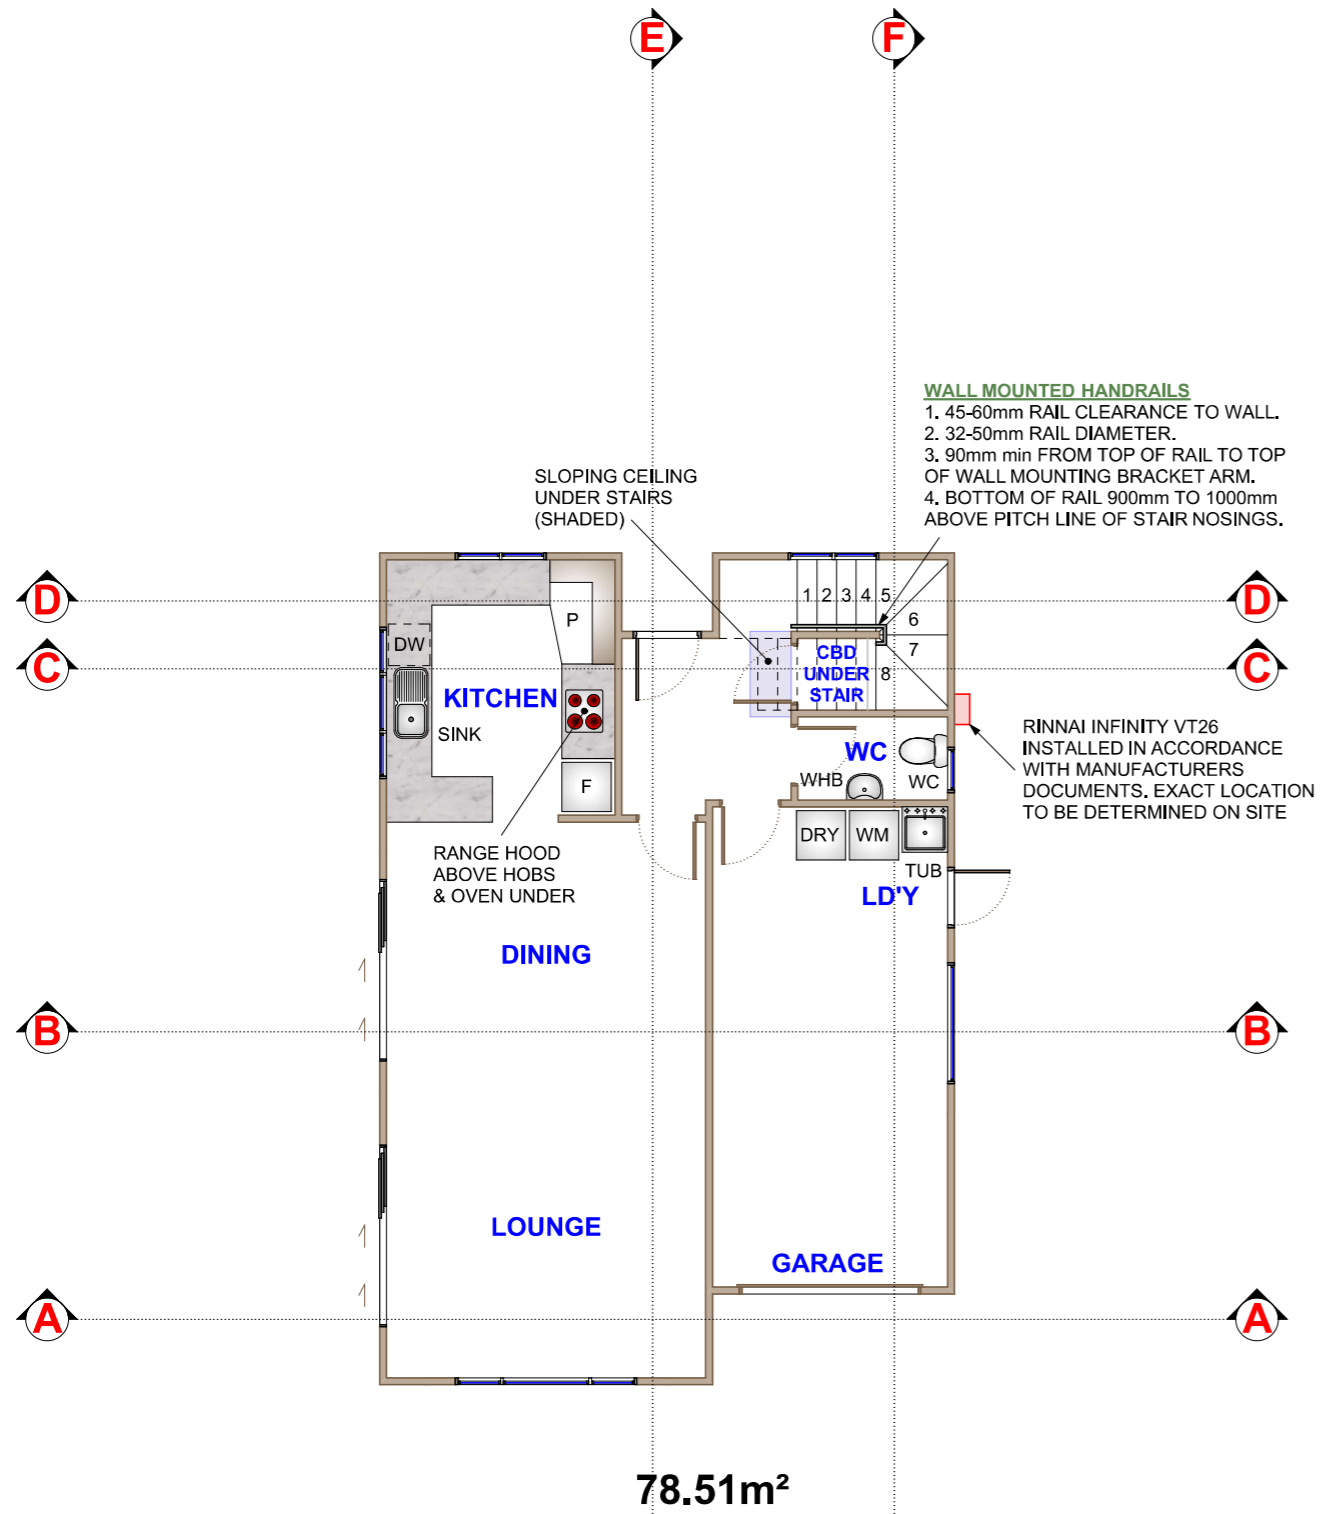 E
F
WALL MOUNTED HANDRAILS
1. 45-60mm RAIL CLEARANCE TO WALL.
2. 32-50mm RAIL DIAMETER.
3. 90mm min FROM TOP OF RAIL TO TOP
OF WALL MOUNTING BRACKET ARM.
4. BOTTOM OF RAIL 900mm TO 1000mm
ABOVE PITCH LINE OF STAIR NOSINGS.
SLOPING CEILING
UNDER STAIRS
(SHADED)
D
1 2 3 4 5
D
P
6
DW
7
C
CBD
UNDER
STAIR
8
C
KITCHEN
SINK
RINNAI INFINITY VT26
INSTALLED IN ACCORDANCE
WITH MANUFACTURERS
DOCUMENTS. EXACT LOCATION
TO BE DETERMINED ON SITE
WC
WHB
WC
F
DRY
WM
TUB
RANGE HOOD
ABOVE HOBS
& OVEN UNDER
LD'Y
DINING
B
B
LOUNGE
GARAGE
A
A
78.51m²